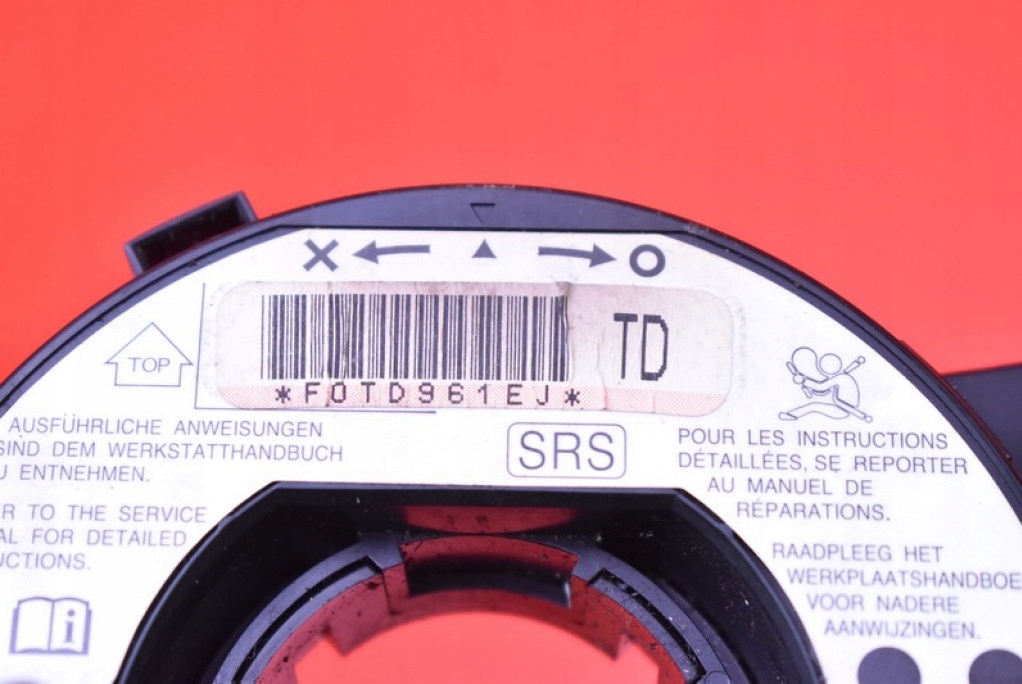 TD
*F0TD961EJ*
TOP
SRS
AUSFÜHRLICHE ANWEISUNGEN
SIND DEM WERKSTATTHANDBUCH
ENTNEHMEN.
TO THE SERVICE
FOR DETAILED
POUR LES INSTRUCTIONS
DÉTAILLÉES, SE REPORTER
AU MANUEL DE
RÉPARATIONS.
RAADPLEEG HET
WERKPLAATSHANDBOE
VOOR NADERE
AANWIJZINGEN.